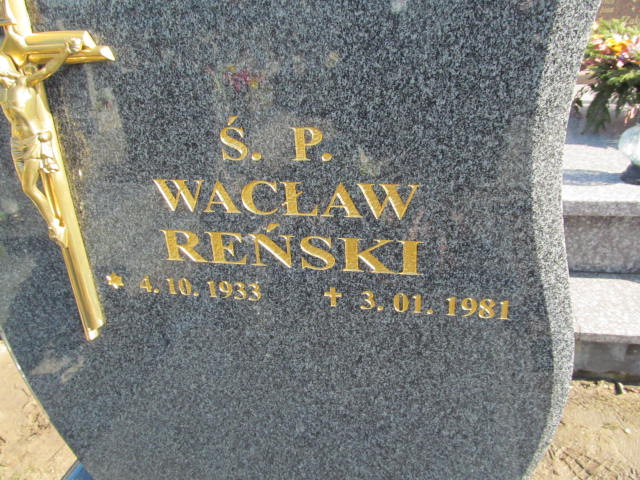 Ś. P.
WACŁAW
REŃSKI
* 4. 10. 1933 ✝ 3. 01. 1981